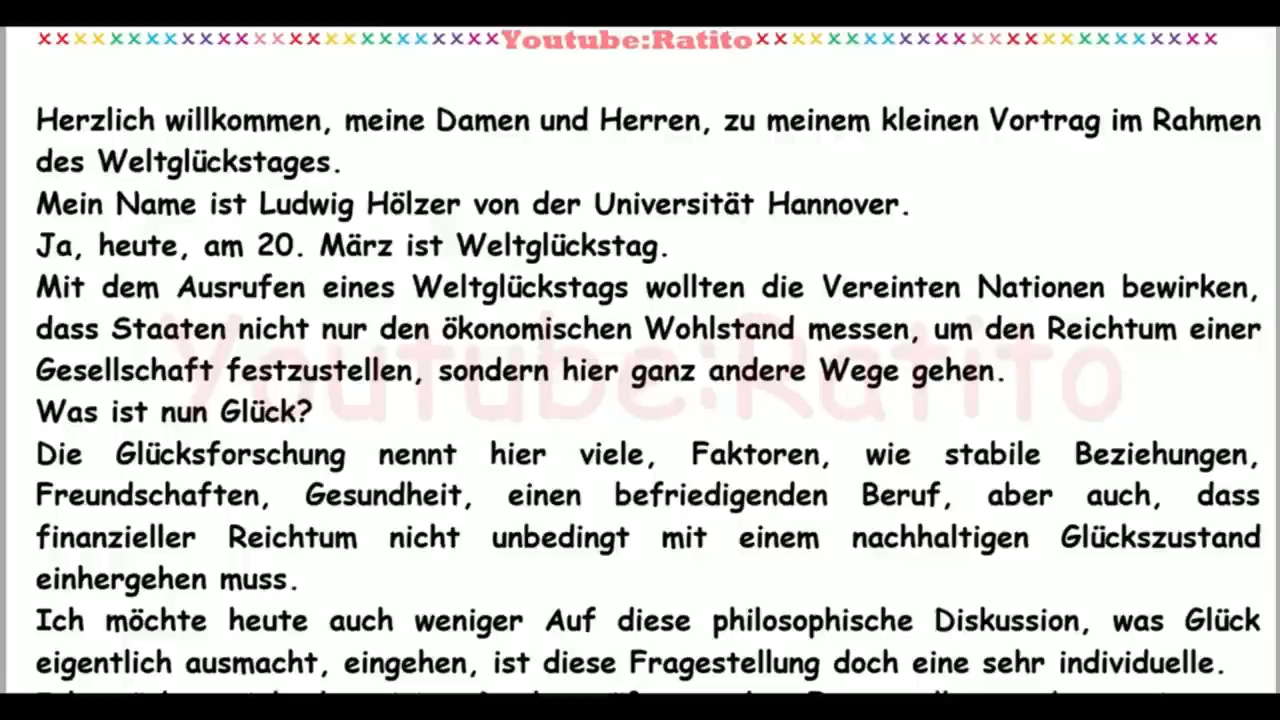 xxxxxxxxxxxxxxxxxxxxxxxxxxYoutube:Ratitoxxxxxxxxxxxxxxxxxxxxxxxxxx
Herzlich willkommen, meine Damen und Herren, zu meinem kleinen Vortrag im Rahmen
des Weltglückstages.
Mein Name ist Ludwig Hölzer von der Universität Hannover.
Ja, heute, am 20. März ist Weltglückstag.
Mit dem Ausrufen eines Weltglückstags wollten die Vereinten Nationen bewirken,
dass Staaten nicht nur den ökonomischen Wohlstand messen, um den Reichtum einer
Youtube:Ratito
Gesellschaft festzustellen, sondern hier ganz andere Wege gehen.
Was ist nun Glück?
Die Glücksforschung nennt hier viele, Faktoren, wie stabile Beziehungen,
Freundschaften, Gesundheit, einen befriedigenden Beruf, aber auch, dass
finanzieller Reichtum nicht unbedingt mit einem nachhaltigen Glückszustand
einhergehen muss.
Ich möchte heute auch weniger Auf diese philosophische Diskussion, was Glück
eigentlich ausmacht, eingehen, ist diese Fragestellung doch eine sehr individuelle.